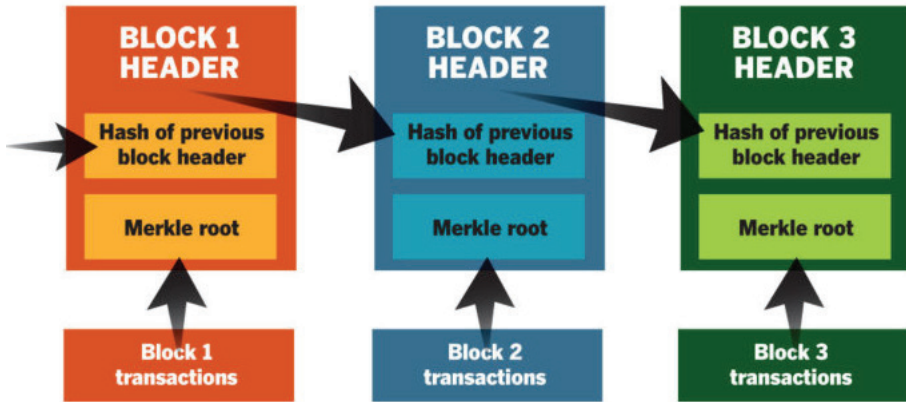 BLOCK 1
HEADER
Hash of previous
block header
Merkle root
Block 1
transactions
BLOCK 2
HEADER
Hash of previous
block header
Merkle root
Block 2
transactions
BLOCK 3
HEADER
Hash of previous
block header
Merkle root
Block 3
transactions